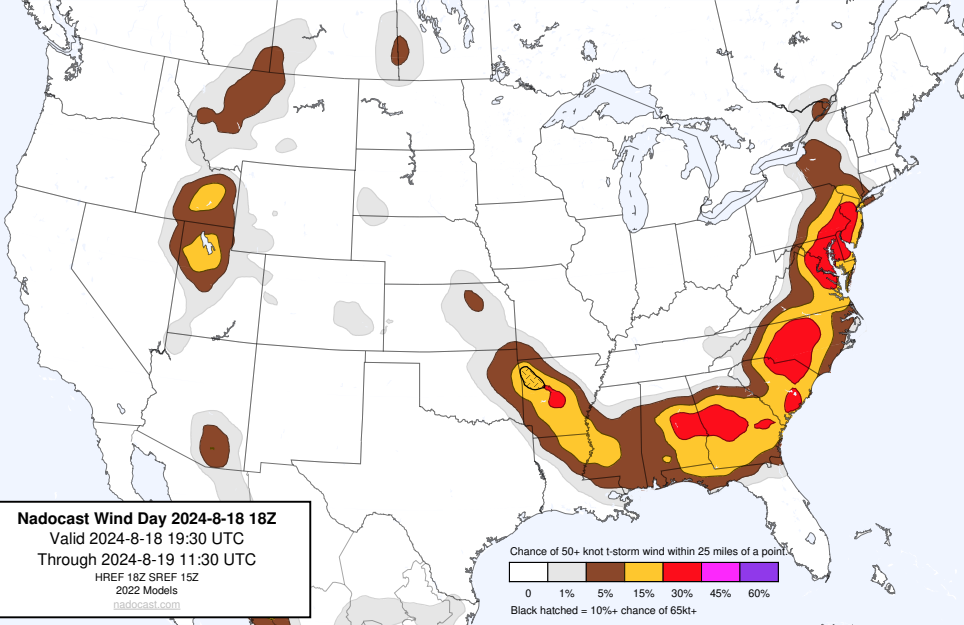 Nadocast Wind Day 2024-8-18 18Z
Valid 2024-8-18 19:30 UTC
Through 2024-8-19 11:30 UTC
HREF 18Z SREF 15Z
2022 Models
nadocast.com
Chance of 50+ knot t-storm wind within 25 miles of a point.
0 1% 5% 15% 30% 45% 60%
Black hatched = 10%+ chance of 65kt+